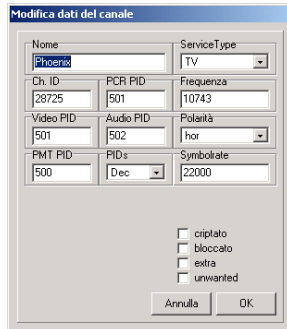 Modifica dati del canale
Nome ServiceType
Phoenix TV
Ch. ID PCR PID Frequenza
28725 501 10743
Video PID Audio PID Polarità
501 502 hor
PMT PID PIDs Symbolrate
500 Dec 22000
criptato
bloccato
extra
unwanted
Annulla OK